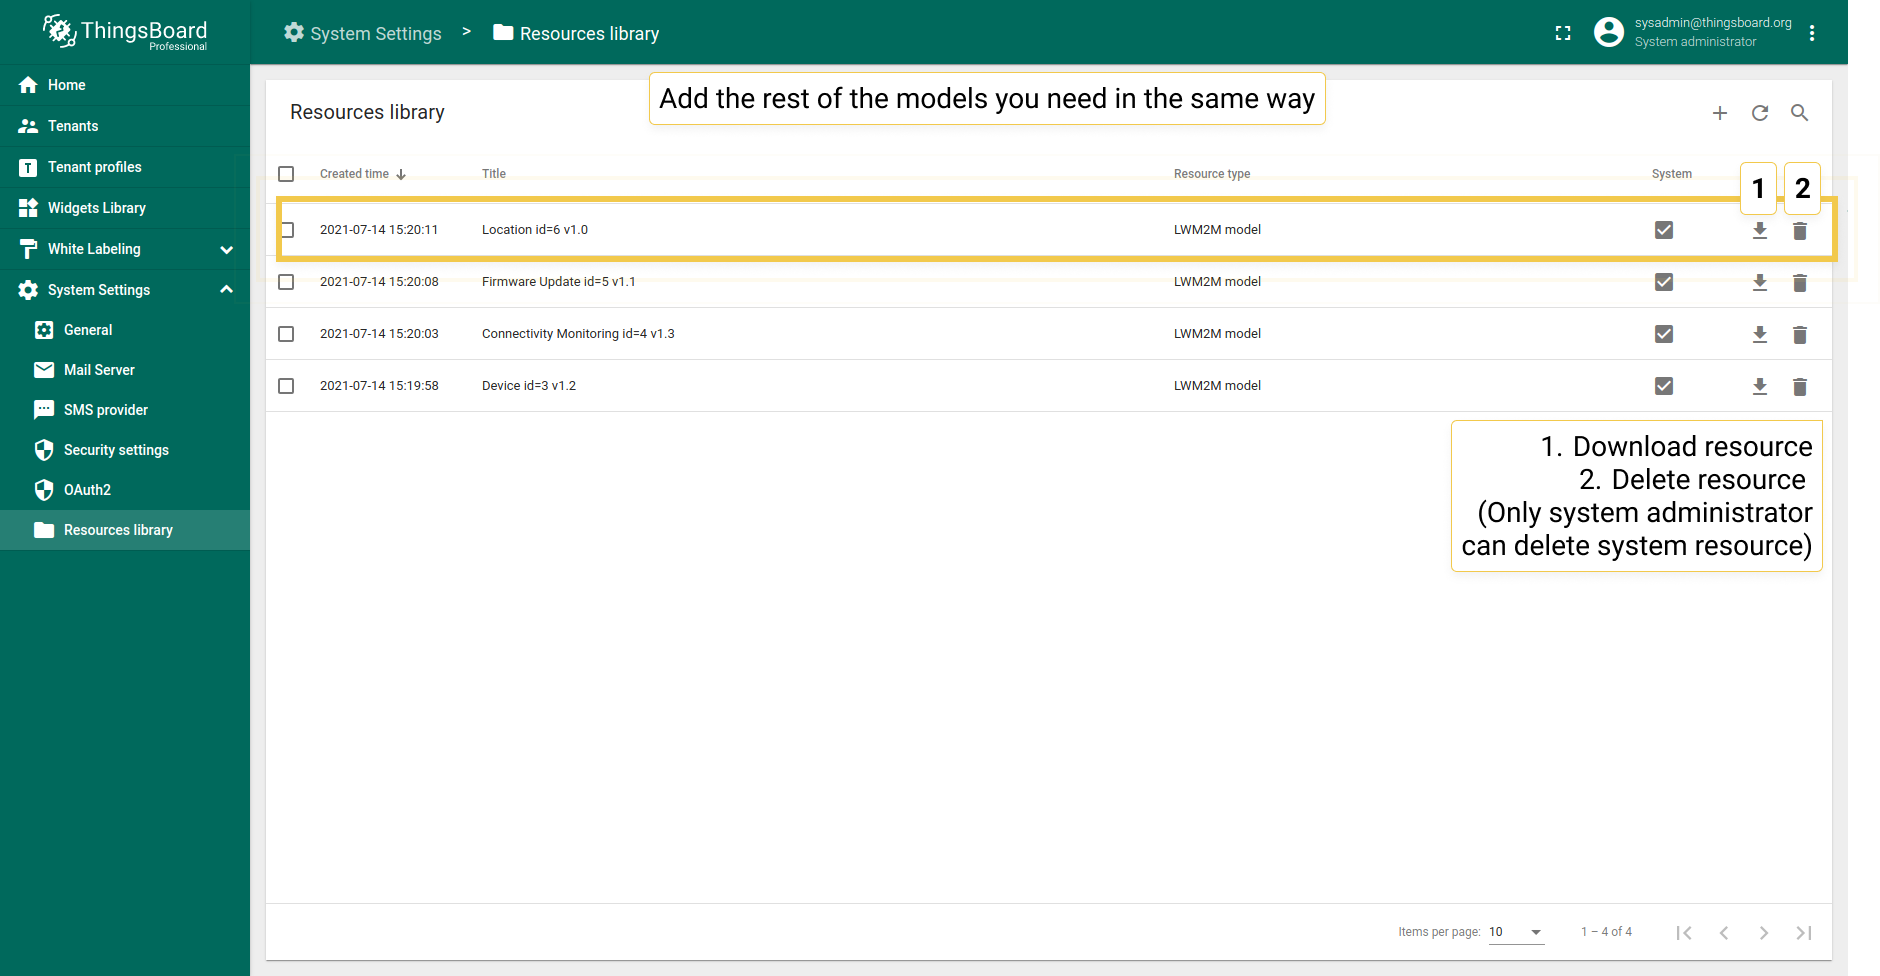 ThingsBoard
Professional
System Settings > Resources library
sysadmin@thingsboard.org
System administrator
Home
Tenants
Tenant profiles
Widgets Library
White Labeling
System Settings
General
Mail Server
SMS provider
Security settings
OAuth2
Resources library
Resources library
Add the rest of the models you need in the same way
Created time Title Resource type System
1 2
2021-07-14 15:20:11 Location id=6 v1.0 LWM2M model
2021-07-14 15:20:08 Firmware Update id=5 v1.1 LWM2M model
2021-07-14 15:20:03 Connectivity Monitoring id=4 v1.3 LWM2M model
2021-07-14 15:19:58 Device id=3 v1.2 LWM2M model
1. Download resource
2. Delete resource
(Only system administrator
can delete system resource)
Items per page: 10 1 – 4 of 4